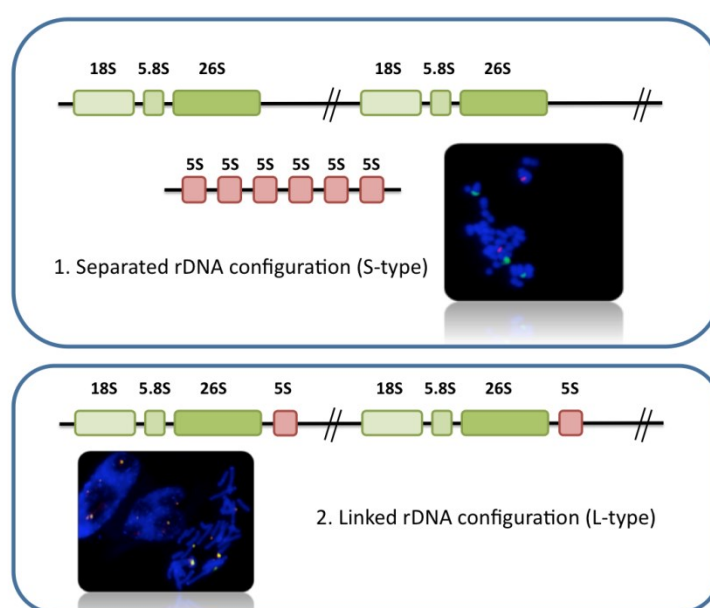 18S 5.8S 26S 18S 5.8S 26S
5S 5S 5S 5S 5S 5S
1. Separated rDNA configuration (S-type)
18S 5.8S 26S 5S 18S 5.8S 26S 5S
2. Linked rDNA configuration (L-type)